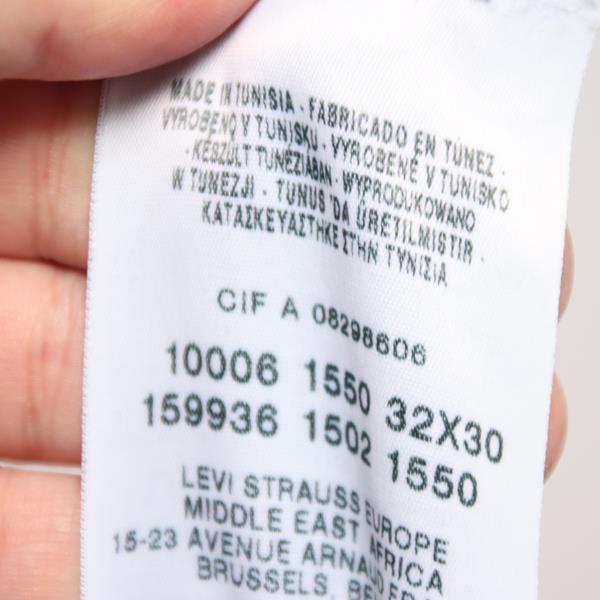 MADE IN TUNISIA - FABRICADO EN TÚNEZ -
VYROBENO V TUNISKU - VYROBENÉ V TUNISKO
- KÉSZÜLT TUNÉZIÁBAN - WYPRODUKOWANO
W TUNEZJI - TUNUS'DA ÜRETILMISTIR -
ΚΑΤΑΣΚΕΥΑΣΤΗΚΕ ΣΤΗΝ ΤΥΝΙΣΙΑ
CIF A 08298606
10006 1550 32X30
159936 1502 1550
LEVI STRAUSS EUROPE
MIDDLE EAST AFRICA
15-23 AVENUE ARNAUD
BRUSSELS,